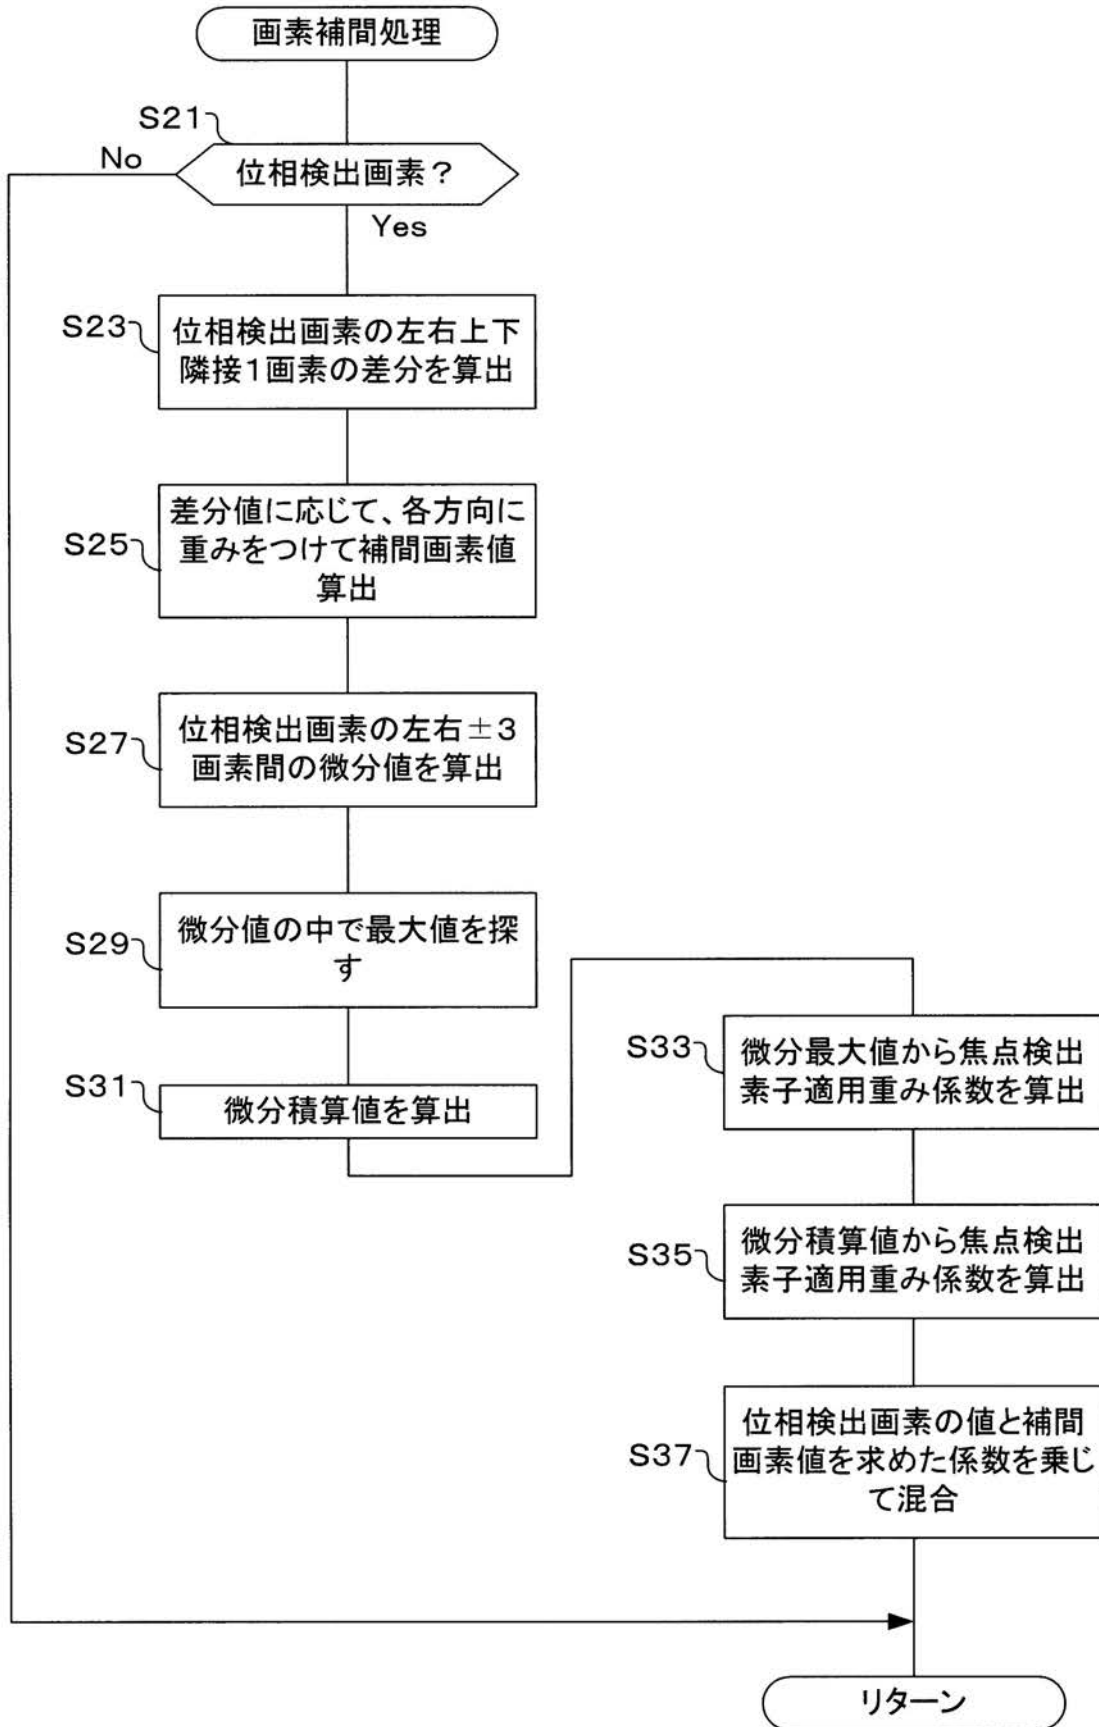 画素補間処理
S21
No
位相検出画素？
Yes
S23
位相検出画素の左右上下
隣接1画素の差分を算出
S25
差分値に応じて、各方向に
重みをつけて補間画素値
算出
S27
位相検出画素の左右±3
画素間の微分値を算出
S29
微分値の中で最大値を探
す
S31
微分積算値を算出
S33
微分最大値から焦点検出
素子適用重み係数を算出
S35
微分積算値から焦点検出
素子適用重み係数を算出
S37
位相検出画素の値と補間
画素値を求めた係数を乗じ
て混合
リターン